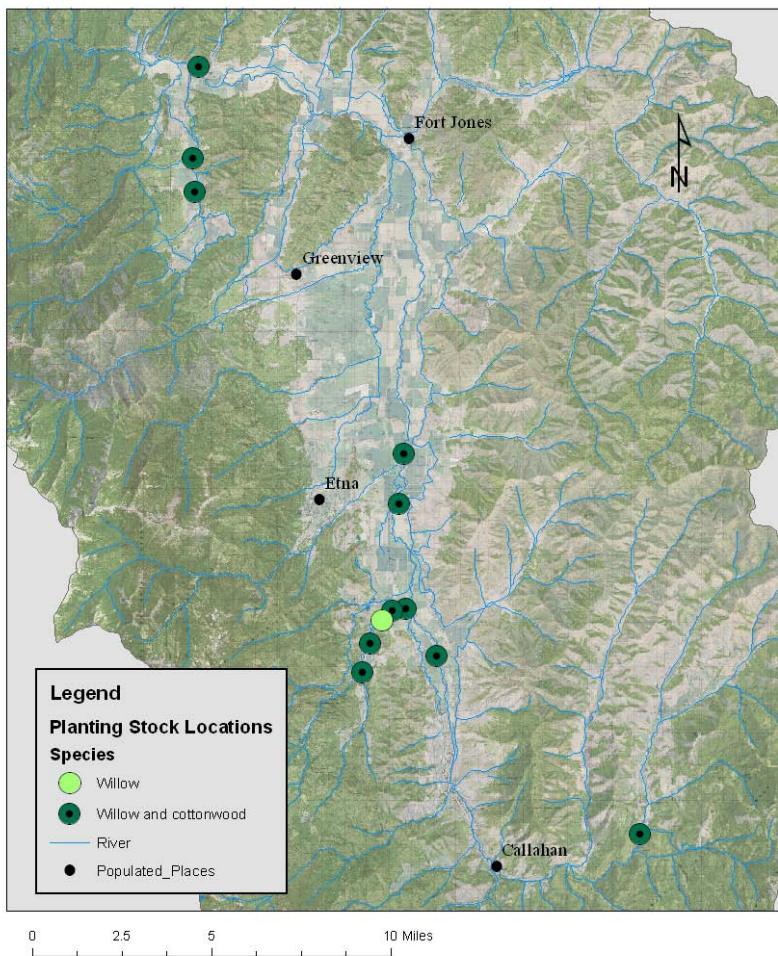 Fort Jones
N
Greenview
Etna
Callahan
Legend
Planting Stock Locations
Species
Willow
Willow and cottonwood
River
Populated_Places
0 2.5 5 10 Miles